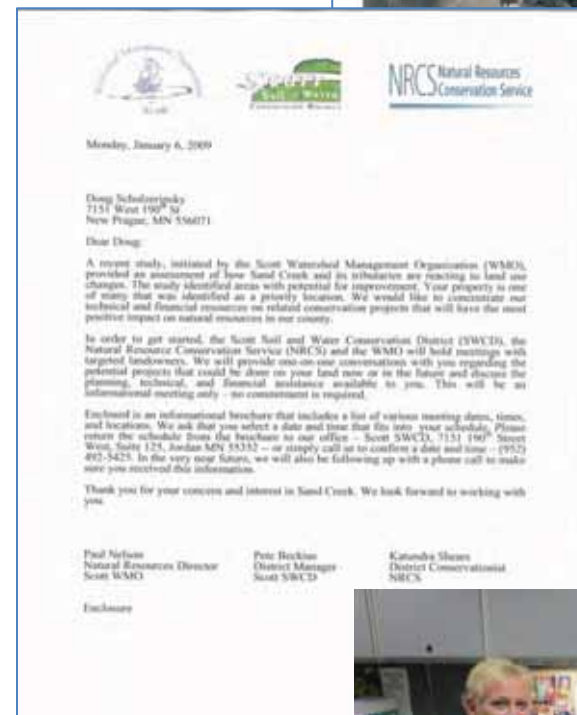 SCOTT
Soil & Water
Conservation District
NRCS Natural Resources
Conservation Service
Monday, January 6, 2009
Doug
7151 West 190th St
New Prague, MN 556071
Dear Doug:
A recent study, initiated by the Scott Watershed Management Organization (WMO),
provided an assessment of how Sand Creek and its tributaries are reacting to land use
changes. The study identified areas with potential for improvement. Your property is one
of many that was identified as a priority location. We would like to concentrate our
technical and financial resources on related conservation projects that will have the most
positive impact on natural resources in our county.
In order to get started, the Scott Soil and Water Conservation District (SWCD), the
Natural Resource Conservation Service (NRCS) and the WMO will hold meetings with
targeted landowners. We will provide one-on-one conversations with you regarding the
potential projects that could be done on your land now or in the future and discuss the
planning, technical, and financial assistance available to you. This will be an
informational meeting only - no commitment is required.
Enclosed is an informational brochure that includes a list of various meeting dates, times,
and locations. We ask that you select a date and time that fits into your schedule. Please
return the schedule from the brochure to our office - Scott SWCD, 7151 190th Street
West, Suite 125, Jordan MN 55352 - or simply call us to confirm a date and time - (952)
492-5425. In the very near future, we will also be following up with a phone call to make
sure you received this information.
Thank you for your concern and interest in Sand Creek. We look forward to working with
you.
Paul Nelson Pete Beckius Katundra Shears
Natural Resources Director District Manager District Conservationist
Scott WMO Scott SWCD NRCS
Enclosure